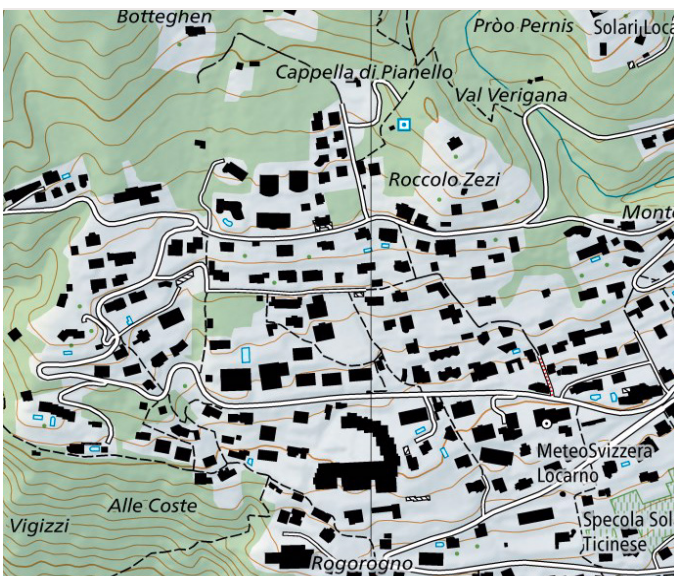 Botteghen
Pròo Pernis
Solari Loca
Cappella di Pianello
Val Verigana
Roccolo Zezi
Monte
MeteoSvizzera
Locarno
Alle Coste
Vigizzi
Specola Sol
Ticinese
Rogorogno